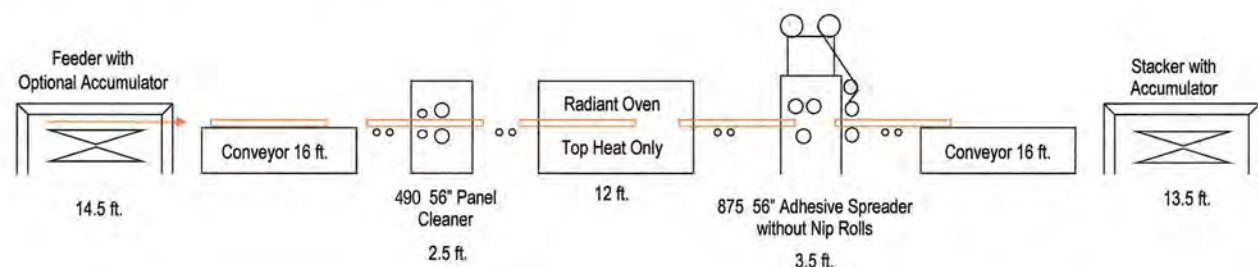 Feeder with
Optional Accumulator
14.5 ft.
Conveyor 16 ft.
490 56" Panel
Cleaner
2.5 ft.
Radiant Oven
Top Heat Only
12 ft.
875 56" Adhesive Spreader
without Nip Rolls
3.5 ft.
Conveyor 16 ft.
Stacker with
Accumulator
13.5 ft.